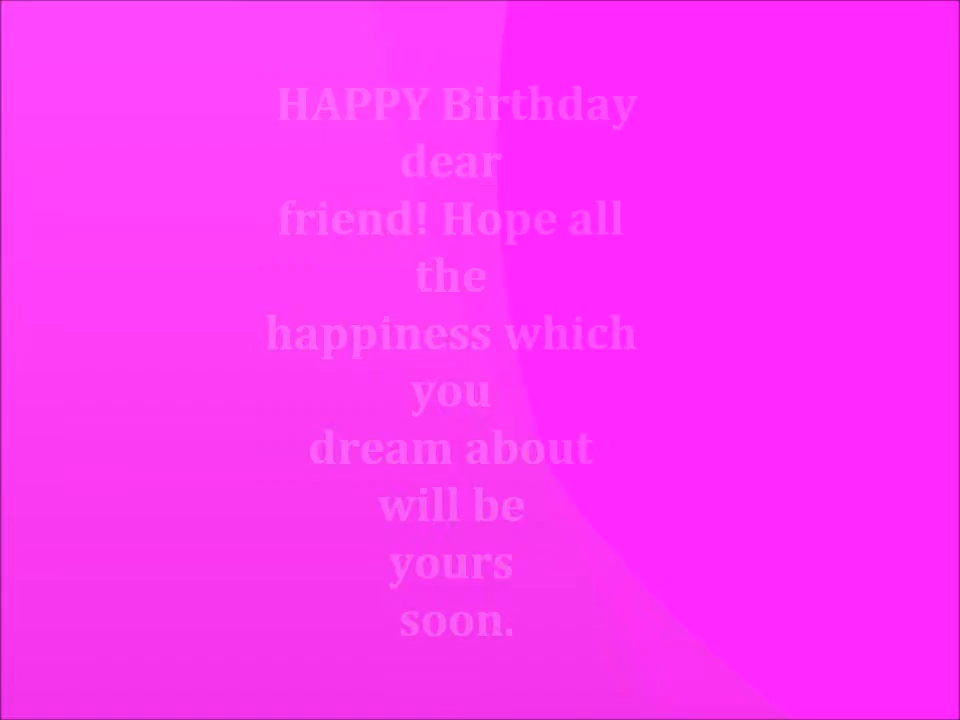 HAPPY Birthday
dear
friend! Hope all
the
happiness which
you
dream about
will be
yours
soon.